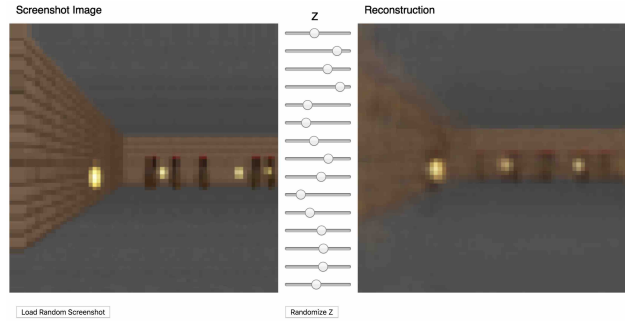 Screenshot Image
Z
Reconstruction
Load Random Screenshot
Randomize Z